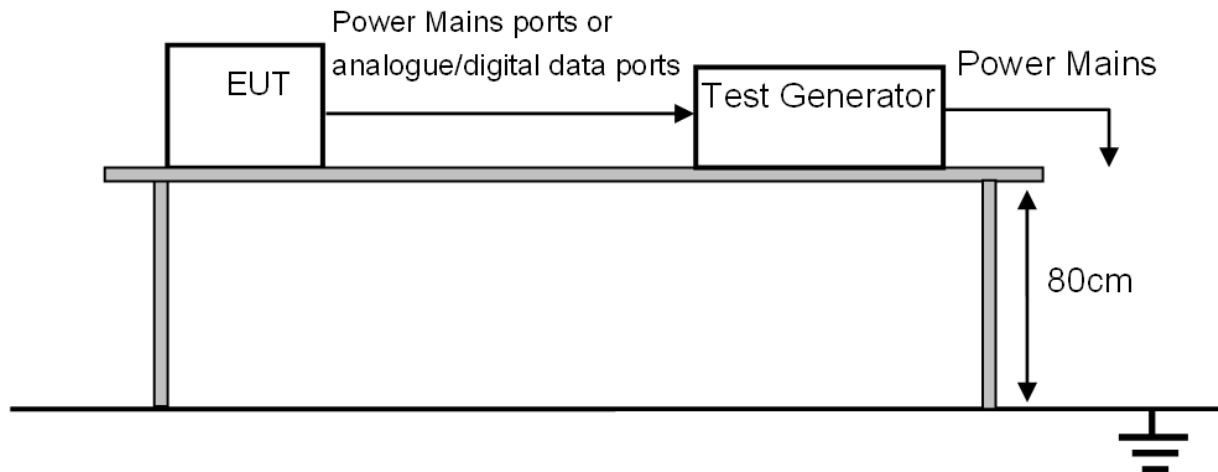 Power Mains ports or
analogue/digital data ports
EUT
Test Generator
Power Mains
80cm